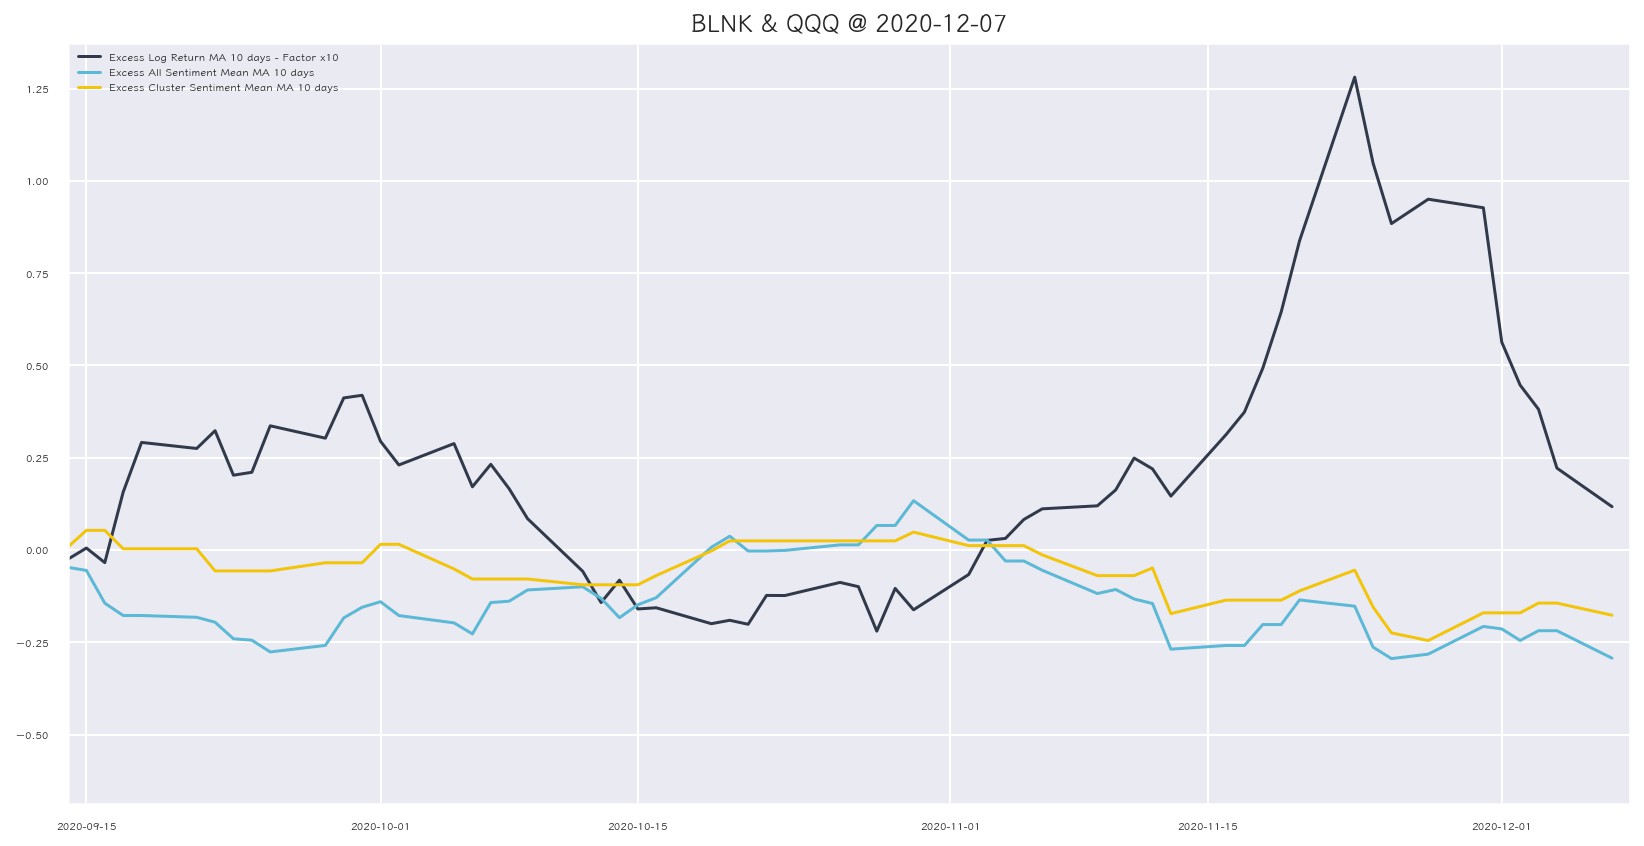 BLNK & QQQ @ 2020-12-07
Excess Log Return MA 10 days - Factor x10
Excess All Sentiment Mean MA 10 days
Excess Cluster Sentiment Mean MA 10 days
1.25
1.00
0.75
0.50
0.25
0.00
−0.25
−0.50
2020-09-15 2020-10-01 2020-10-15 2020-11-01 2020-11-15 2020-12-01